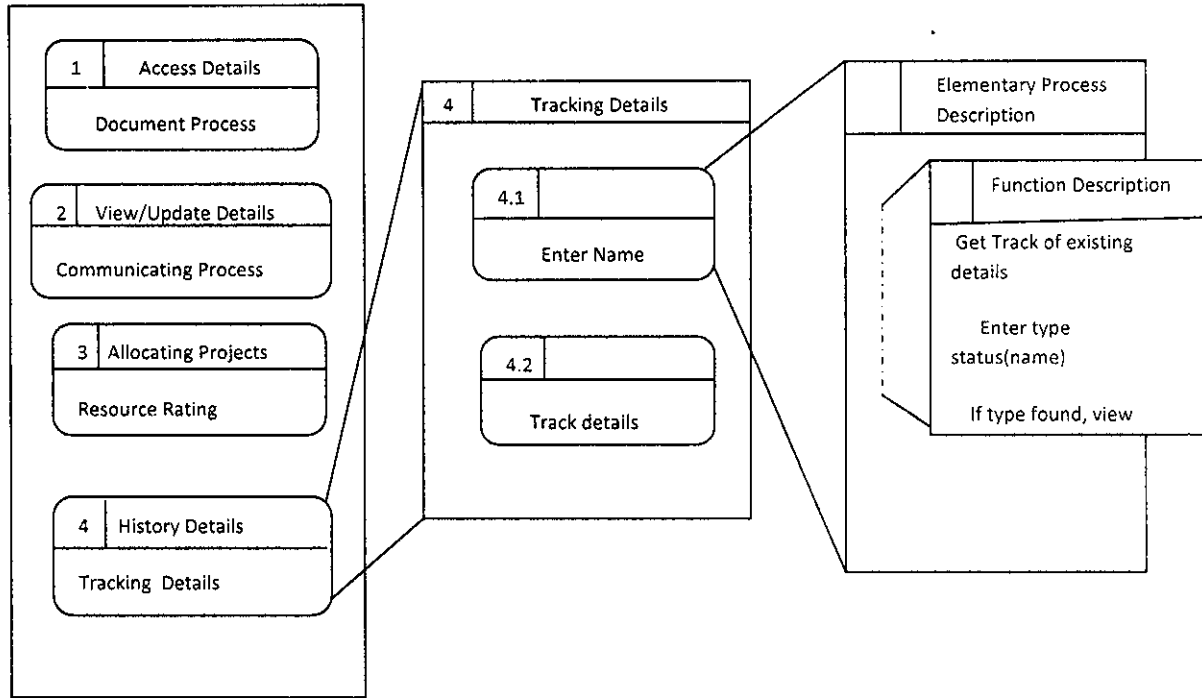 1 Access Details
Document Process
2 View/Update Details
Communicating Process
3 Allocating Projects
Resource Rating
4 History Details
Tracking Details
4 Tracking Details
4.1
Enter Name
4.2
Track details
Elementary Process
Description
Function Description
Get Track of existing
details
Enter type
status(name)
If type found, view